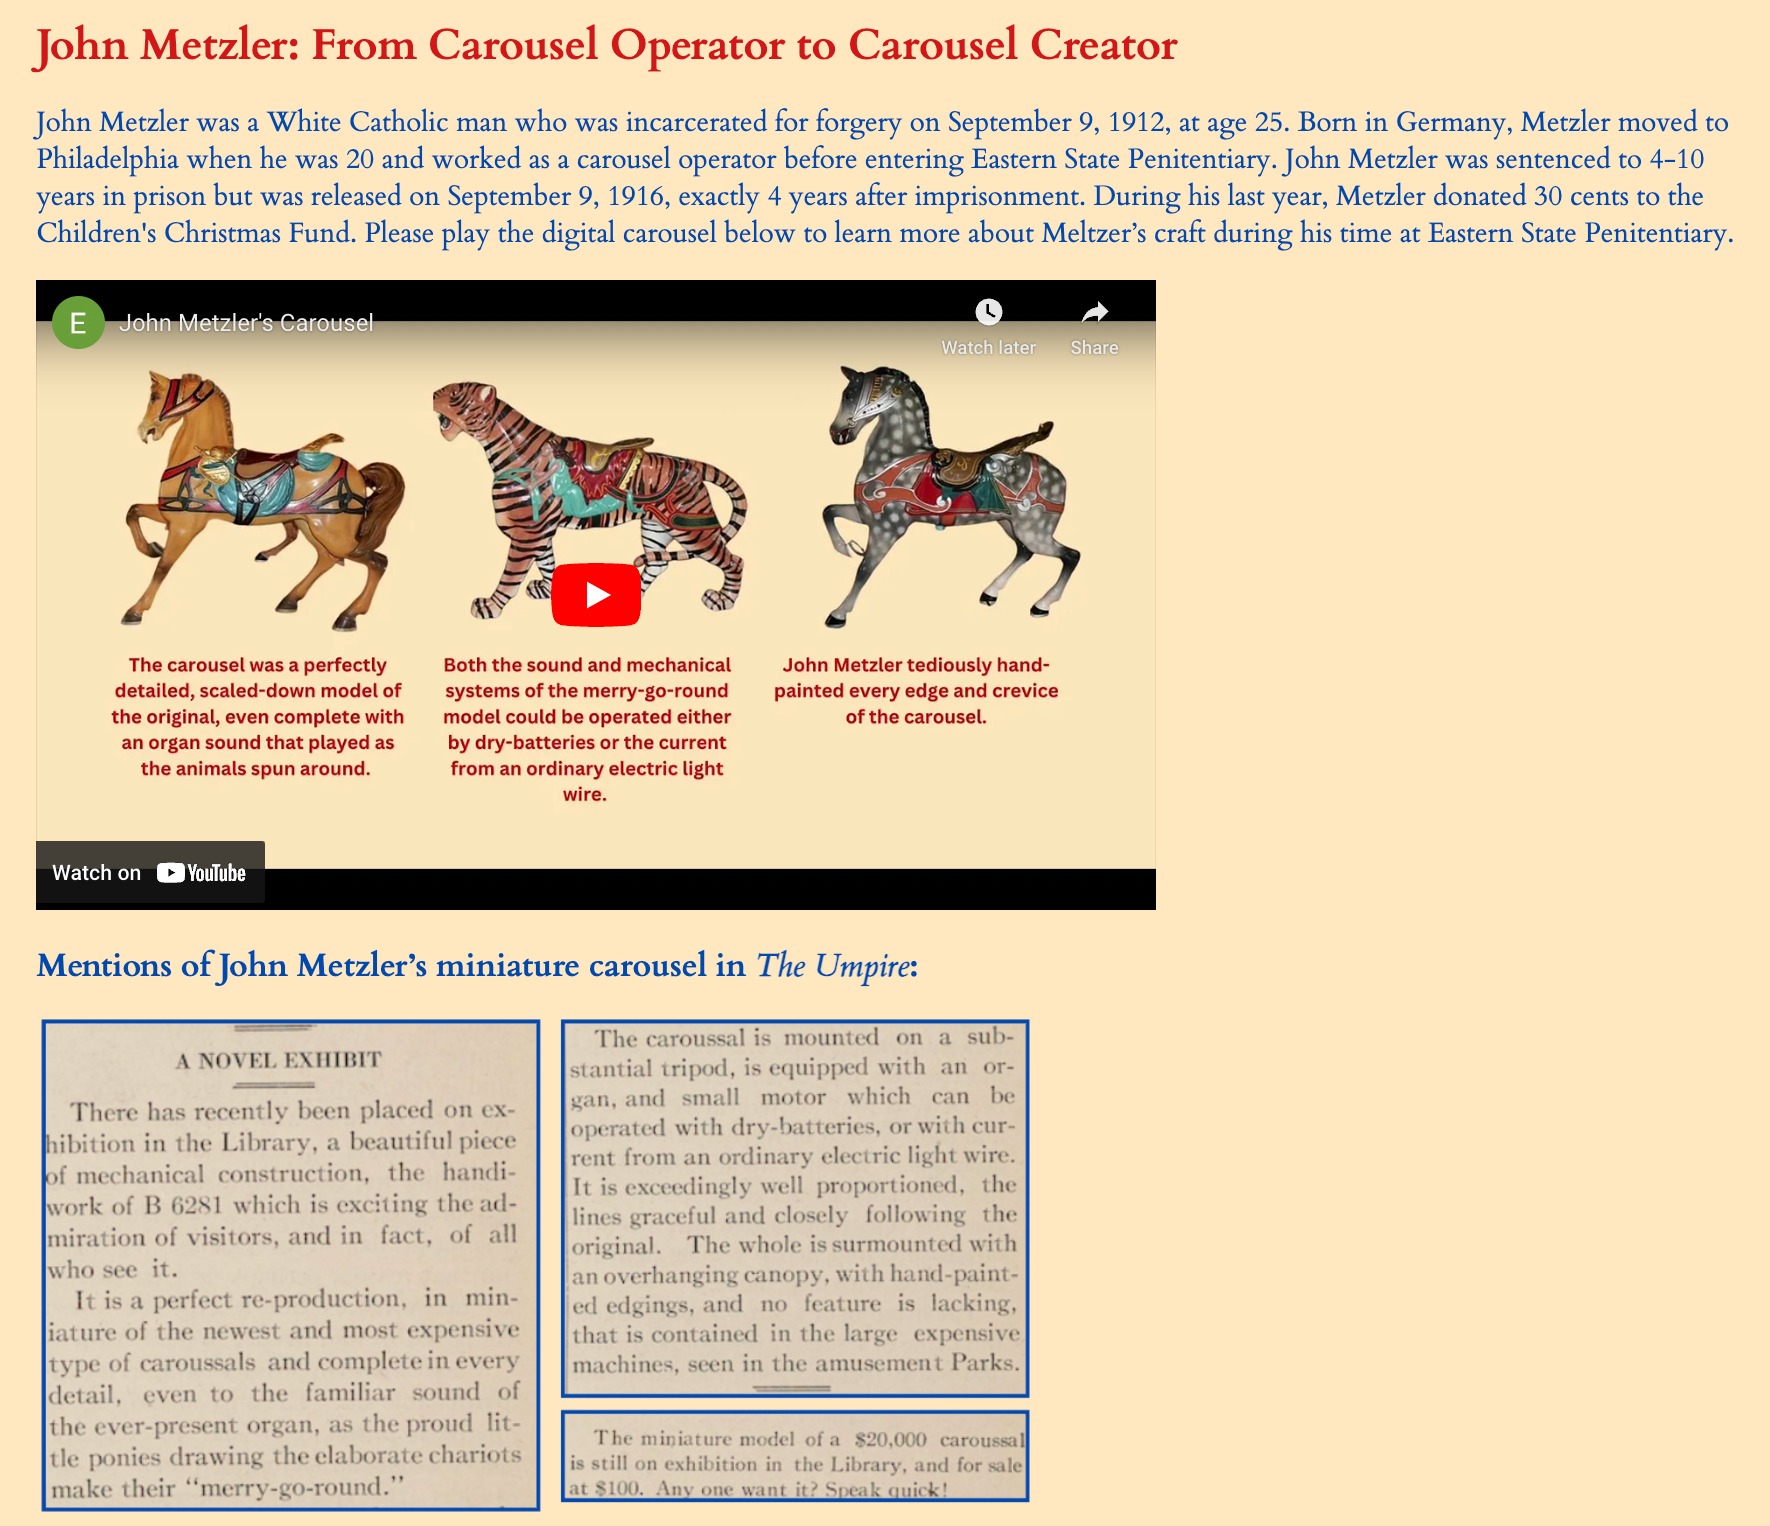 John Metzler: From Carousel Operator to Carousel Creator
John Metzler was a White Catholic man who was incarcerated for forgery on September 9, 1912, at age 25. Born in Germany, Metzler moved to
Philadelphia when he was 20 and worked as a carousel operator before entering Eastern State Penitentiary. John Metzler was sentenced to 4-10
years in prison but was released on September 9, 1916, exactly 4 years after imprisonment. During his last year, Metzler donated 30 cents to the
Children's Christmas Fund. Please play the digital carousel below to learn more about Meltzer’s craft during his time at Eastern State Penitentiary.
E
John Metzler's Carousel
Watch later
Share
The carousel was a perfectly
detailed, scaled-down model of
the original, even complete with
an organ sound that played as
the animals spun around.
Both the sound and mechanical
systems of the merry-go-round
model could be operated either
by dry-batteries or the current
from an ordinary electric light
wire.
John Metzler tediously hand-
painted every edge and crevice
of the carousel.
Watch on YouTube
Mentions of John Metzler’s miniature carousel in The Umpire:
A NOVEL EXHIBIT
There has recently been placed on ex-
hibition in the Library, a beautiful piece
of mechanical construction, the handi-
work of B 6281 which is exciting the ad-
miration of visitors, and in fact, of all
who see it.
It is a perfect re-production, in min-
iature of the newest and most expensive
type of caroussals and complete in every
detail, even to the familiar sound of
the ever-present organ, as the proud lit-
tle ponies drawing the elaborate chariots
make their “merry-go-round.”
The caroussal is mounted on a sub-
stantial tripod, is equipped with an or-
gan, and small motor which can be
operated with dry-batteries, or with cur-
rent from an ordinary electric light wire.
It is exceedingly well proportioned, the
lines graceful and closely following the
original. The whole is surmounted with
an overhanging canopy, with hand-paint-
ed edgings, and no feature is lacking,
that is contained in the large expensive
machines, seen in the amusement Parks.
The miniature model of a $20,000 caroussal
is still on exhibition in the Library, and for sale
at $100. Any one want it? Speak quick!